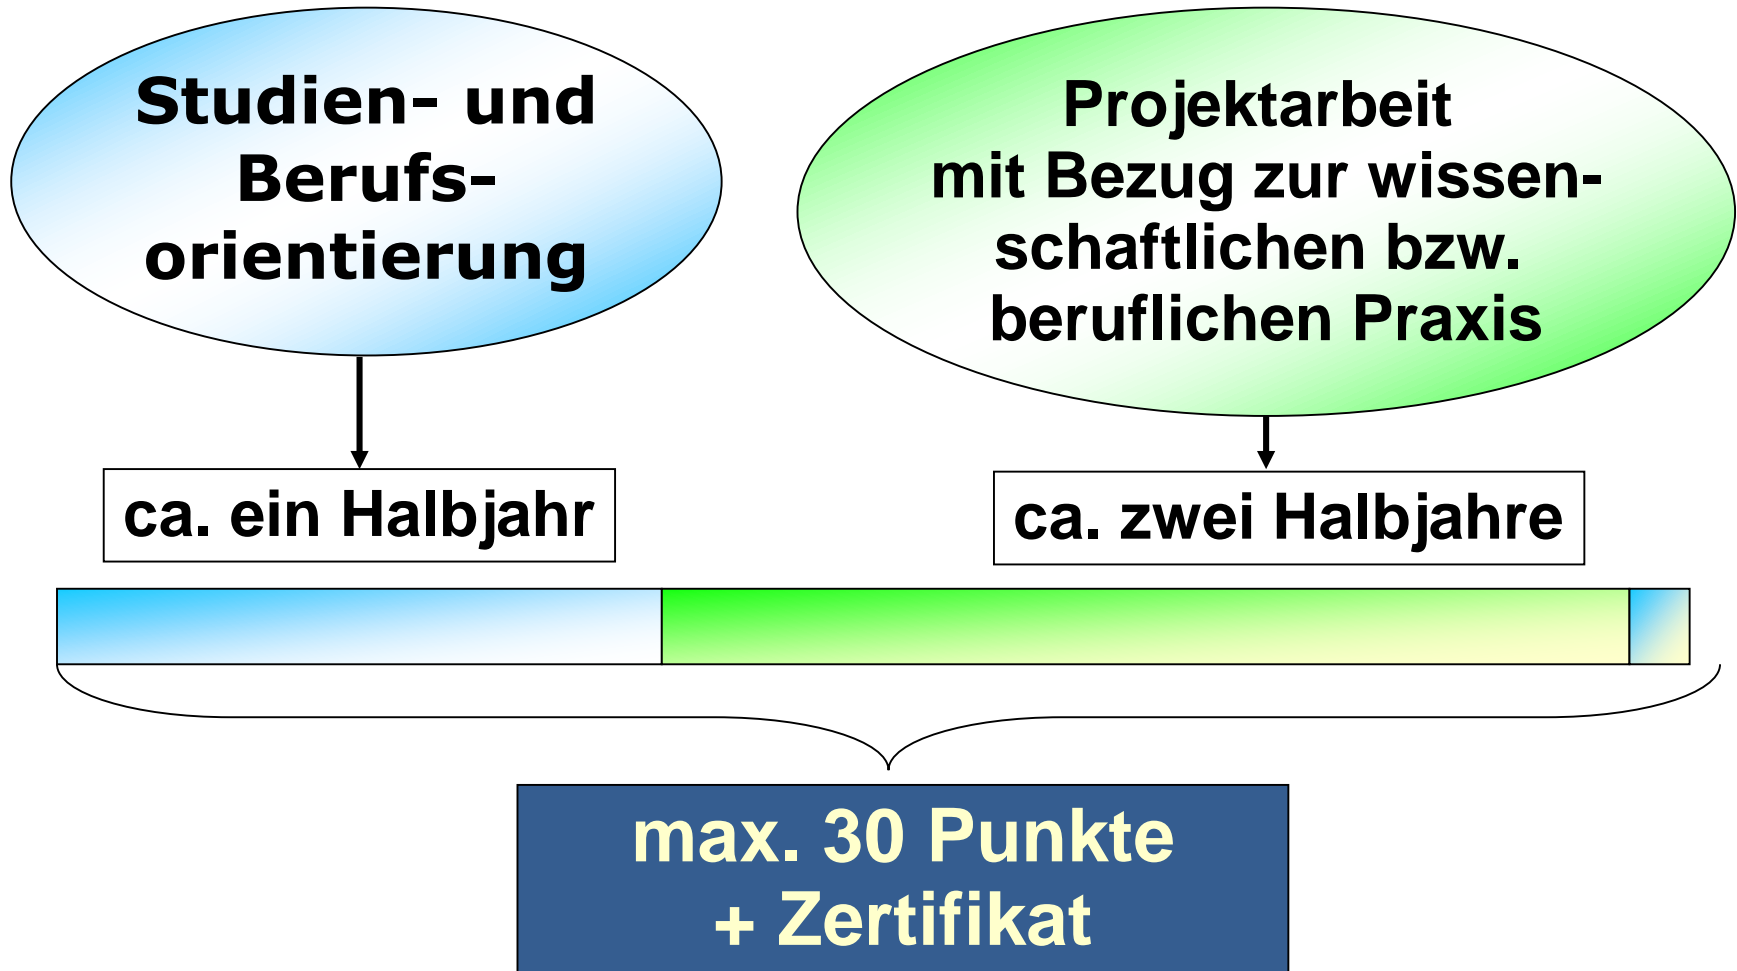 Studien- und
Berufs-
orientierung
Projektarbeit
mit Bezug zur wissen-
schaftlichen bzw.
beruflichen Praxis
ca. ein Halbjahr
ca. zwei Halbjahre
max. 30 Punkte
+ Zertifikat